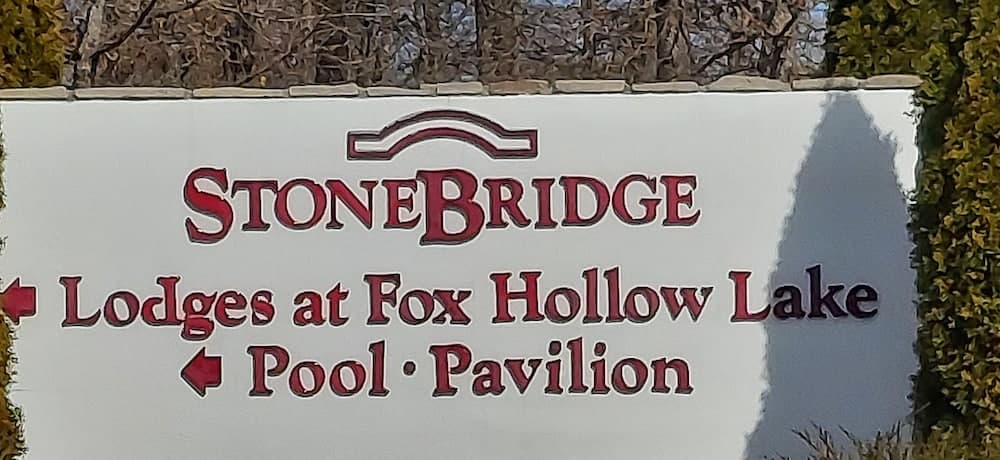 STONEBRIDGE
← Lodges at Fox Hollow Lake
← Pool · Pavilion